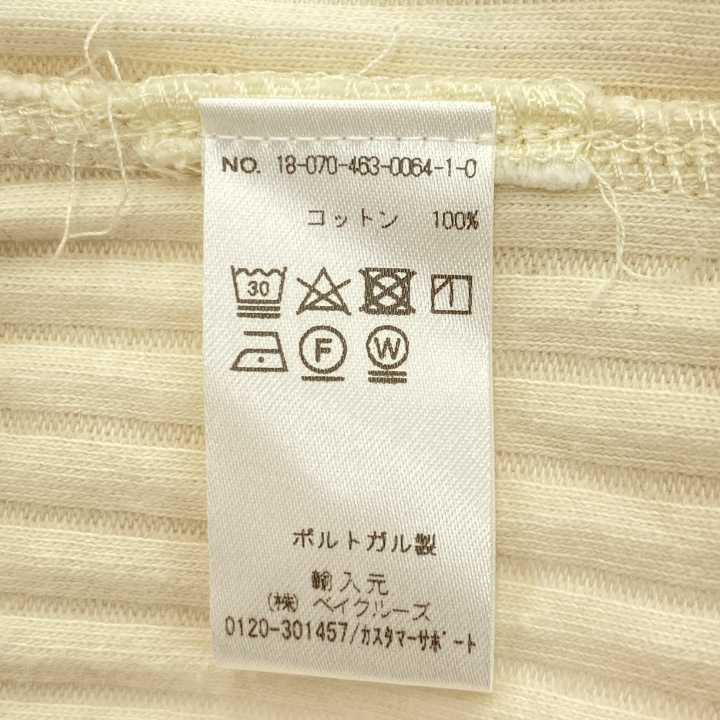 NO. 18-070-463-0064-1-0
コットン 100%
30
F W
ポルトガル製
輸入元
(株) ベイクルーズ
0120-301457/カスタマーサポート